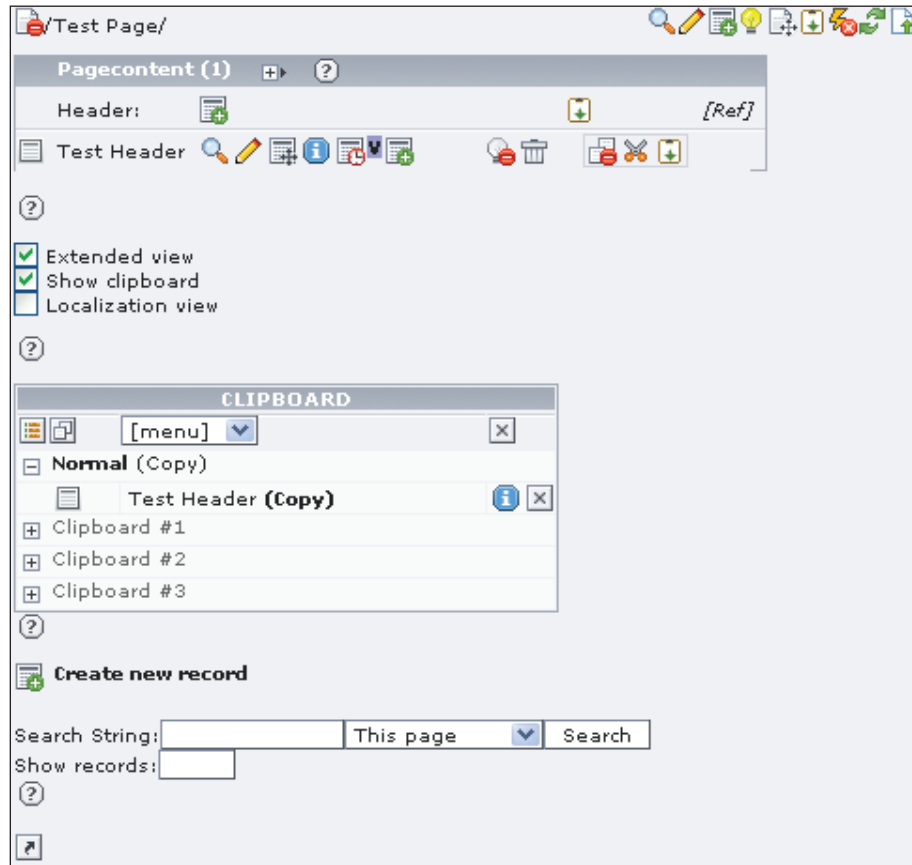 /Test Page/
Pagecontent (1)
Header: [Ref]
Test Header
Extended view
Show clipboard
Localization view
CLIPBOARD
[menu]
Normal (Copy)
Test Header (Copy)
Clipboard #1
Clipboard #2
Clipboard #3
Create new record
Search String: This page Search
Show records: